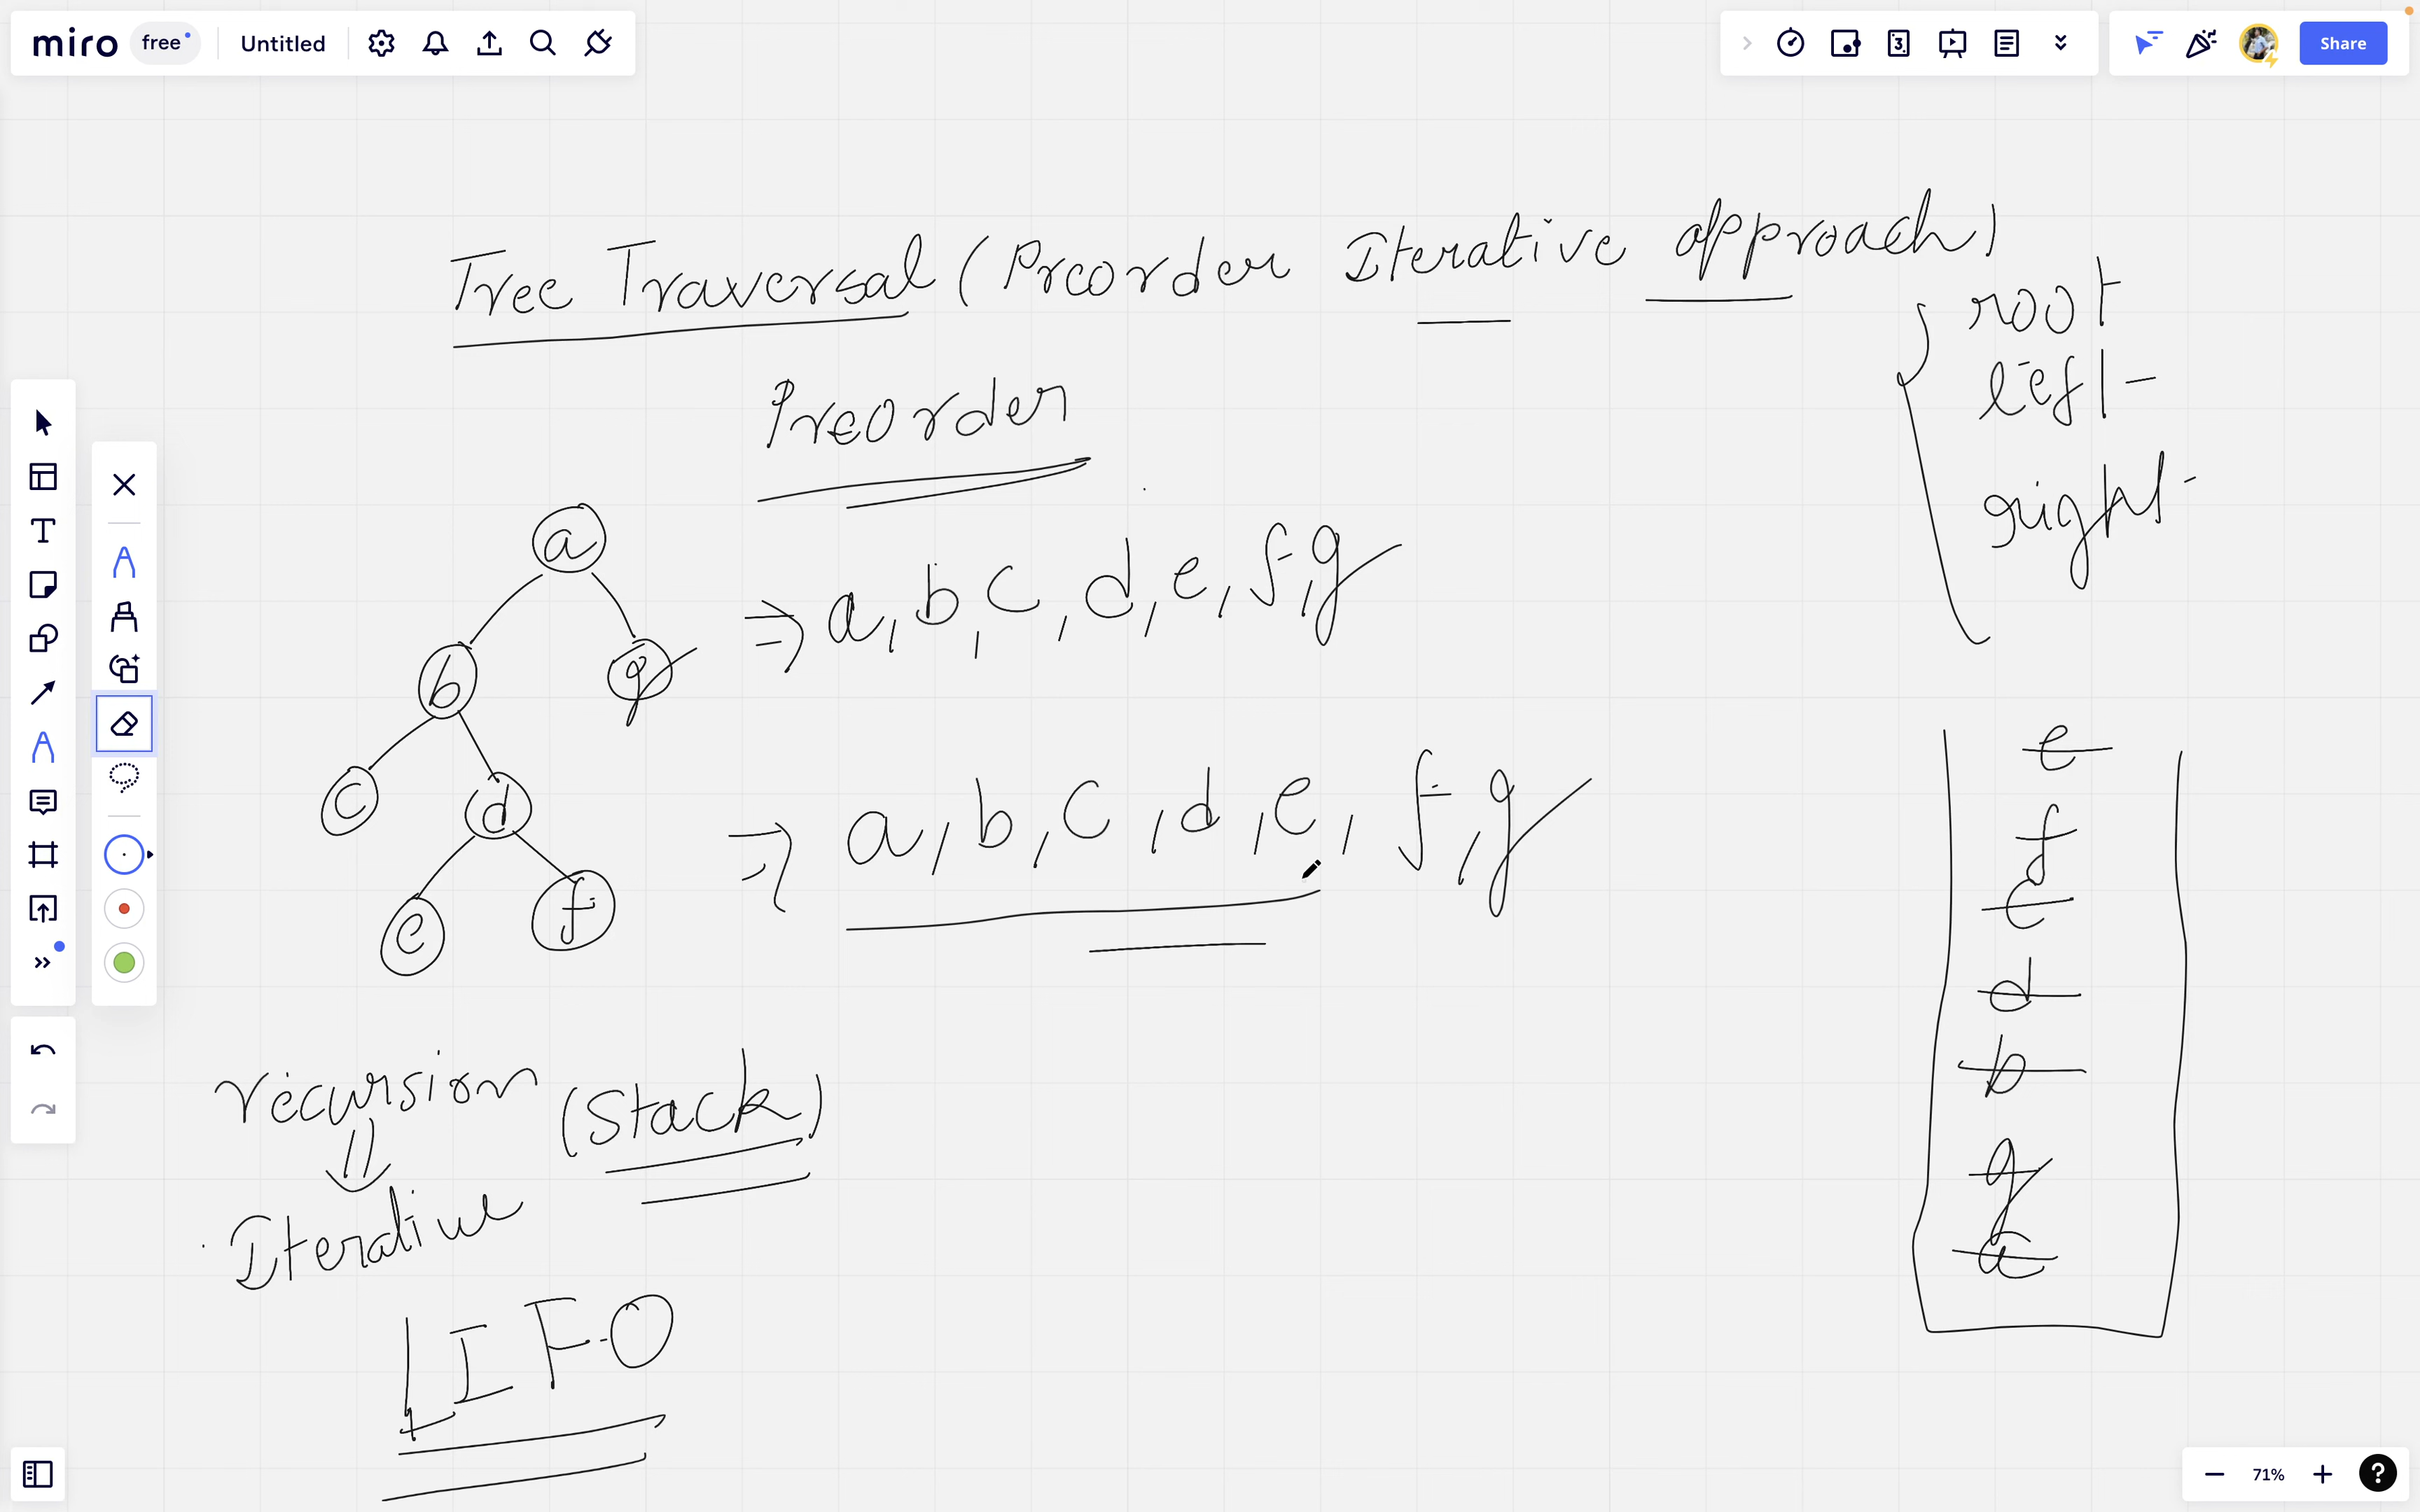 miro free Untitled
Share
Tree Traversal (Preorder Iterative approach)
root
left
right
Preorder
a
b
g
c
d
e
f
⇒ a, b, c, d, e, f, g
⇒ a, b, c, d, e, f, g
e
f
c
d
b
g
a
recursion (Stack)
⇓
Iterative
LIFO
71%